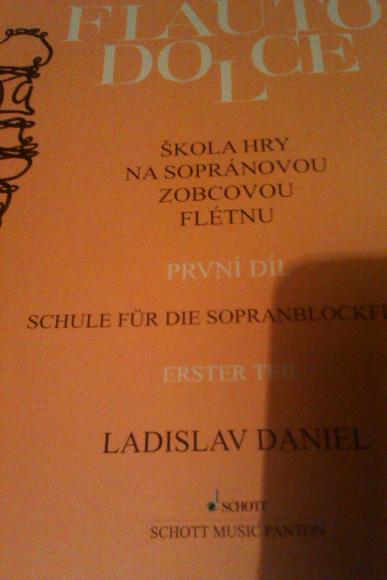 FLAUTO
DOLCE
ŠKOLA HRY
NA SOPRÁNOVOU
ZOBCOVOU
FLÉTNU
PRVNÍ DÍL
SCHULE FÜR DIE
ERSTER TEIL
LADISLAV DANIEL
SCHOTT
SCHOTT MUSIC PANTON